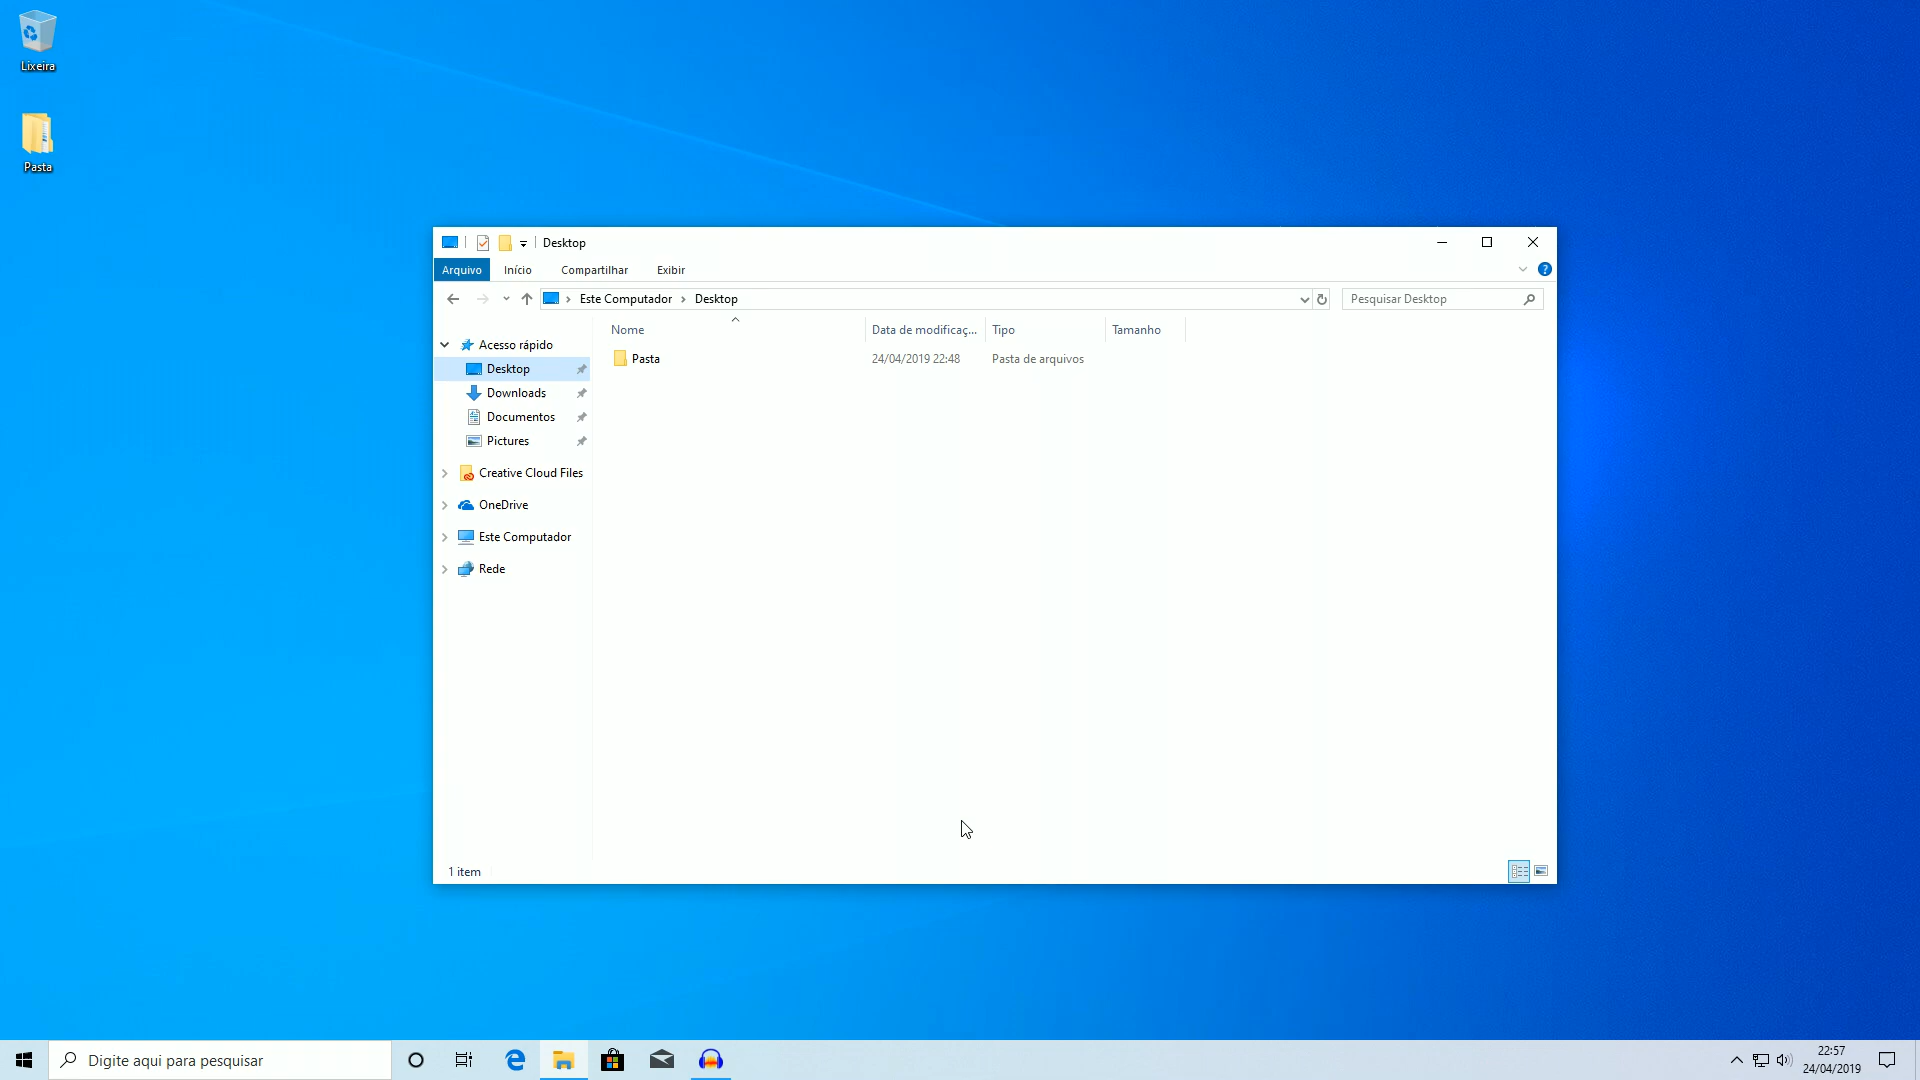 Lixeira
Pasta
Desktop
Arquivo Início Compartilhar Exibir
Este Computador Desktop
Pesquisar Desktop
Nome Data de modificaç... Tipo Tamanho
Pasta 24/04/2019 22:48 Pasta de arquivos
Acesso rápido
Desktop
Downloads
Documentos
Pictures
Creative Cloud Files
OneDrive
Este Computador
Rede
1 item
Digite aqui para pesquisar
22:57
24/04/2019